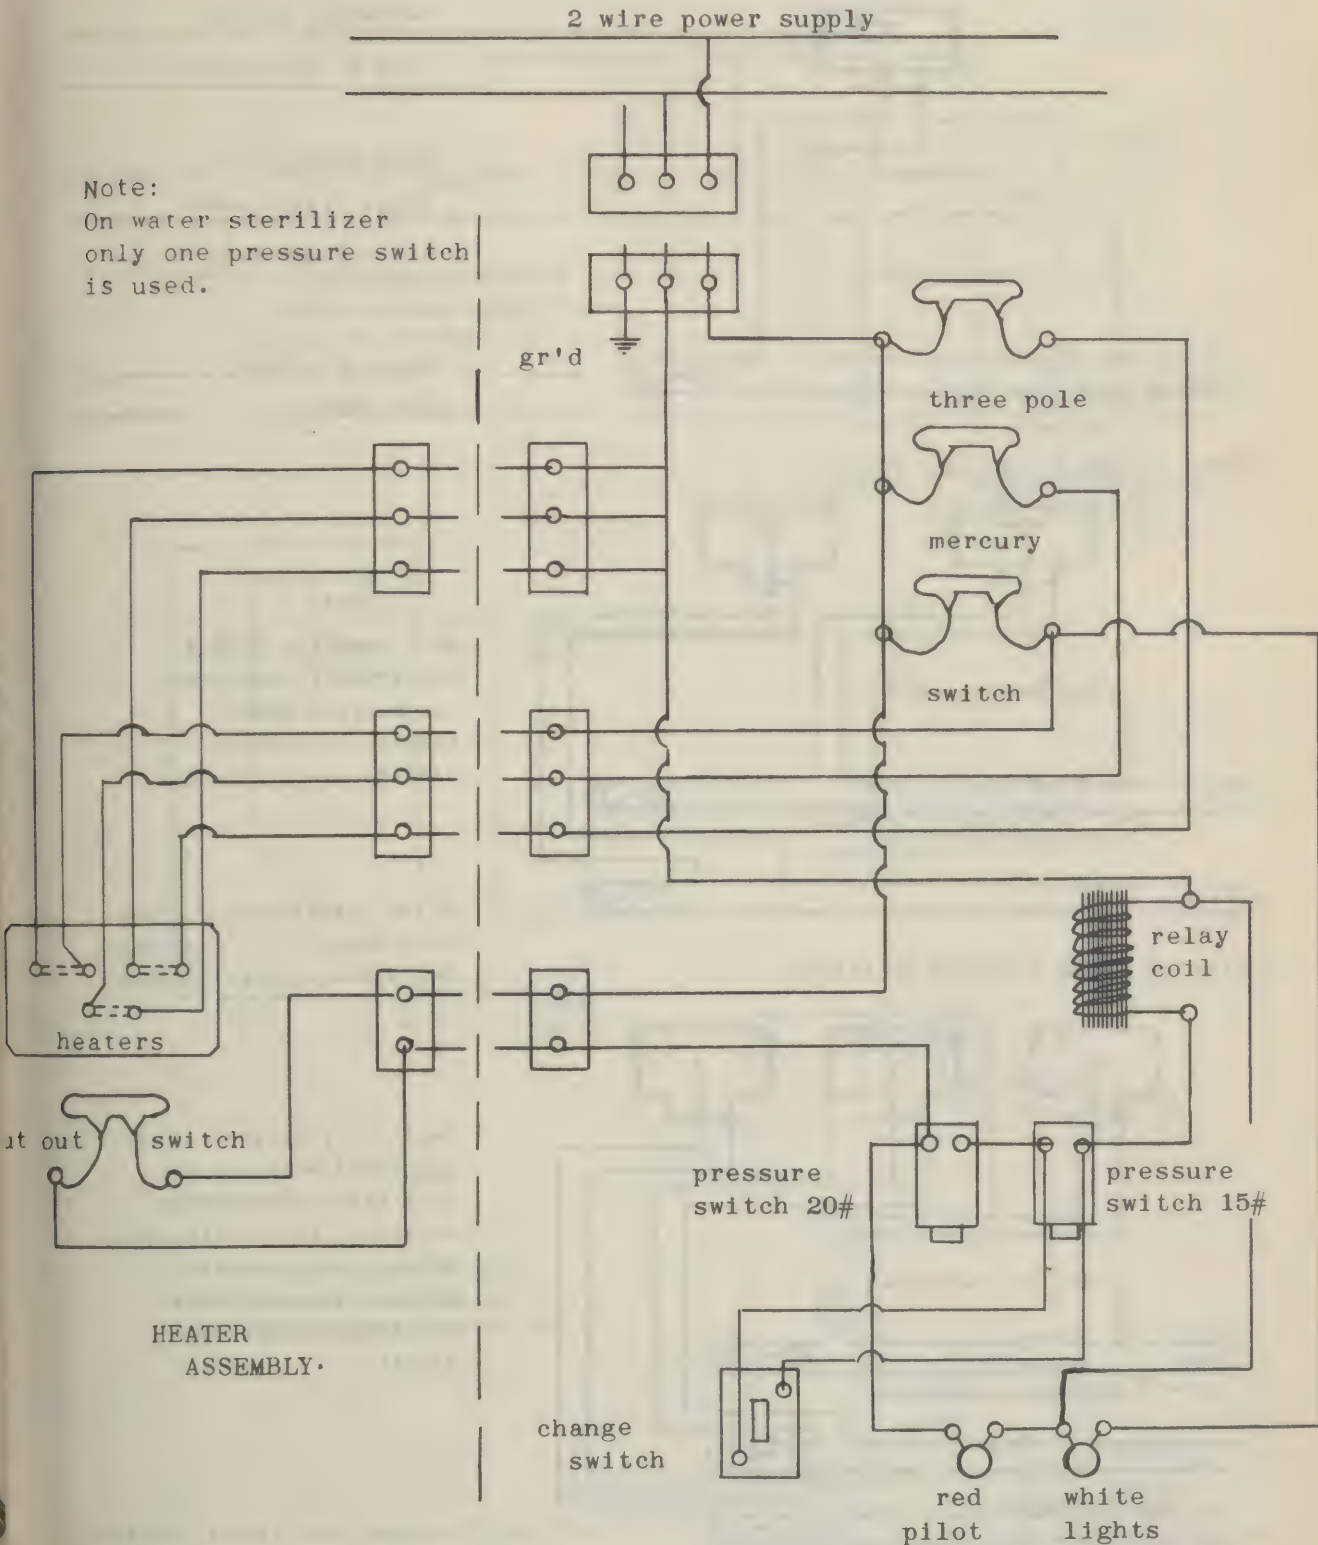 2 wire power supply
Note:
On water sterilizer
only one pressure switch
is used.
gr'd
three pole
mercury
switch
relay
coil
heaters
out switch
pressure
switch 20#
pressure
switch 15#
HEATER
ASSEMBLY.
change
switch
red white
pilot lights